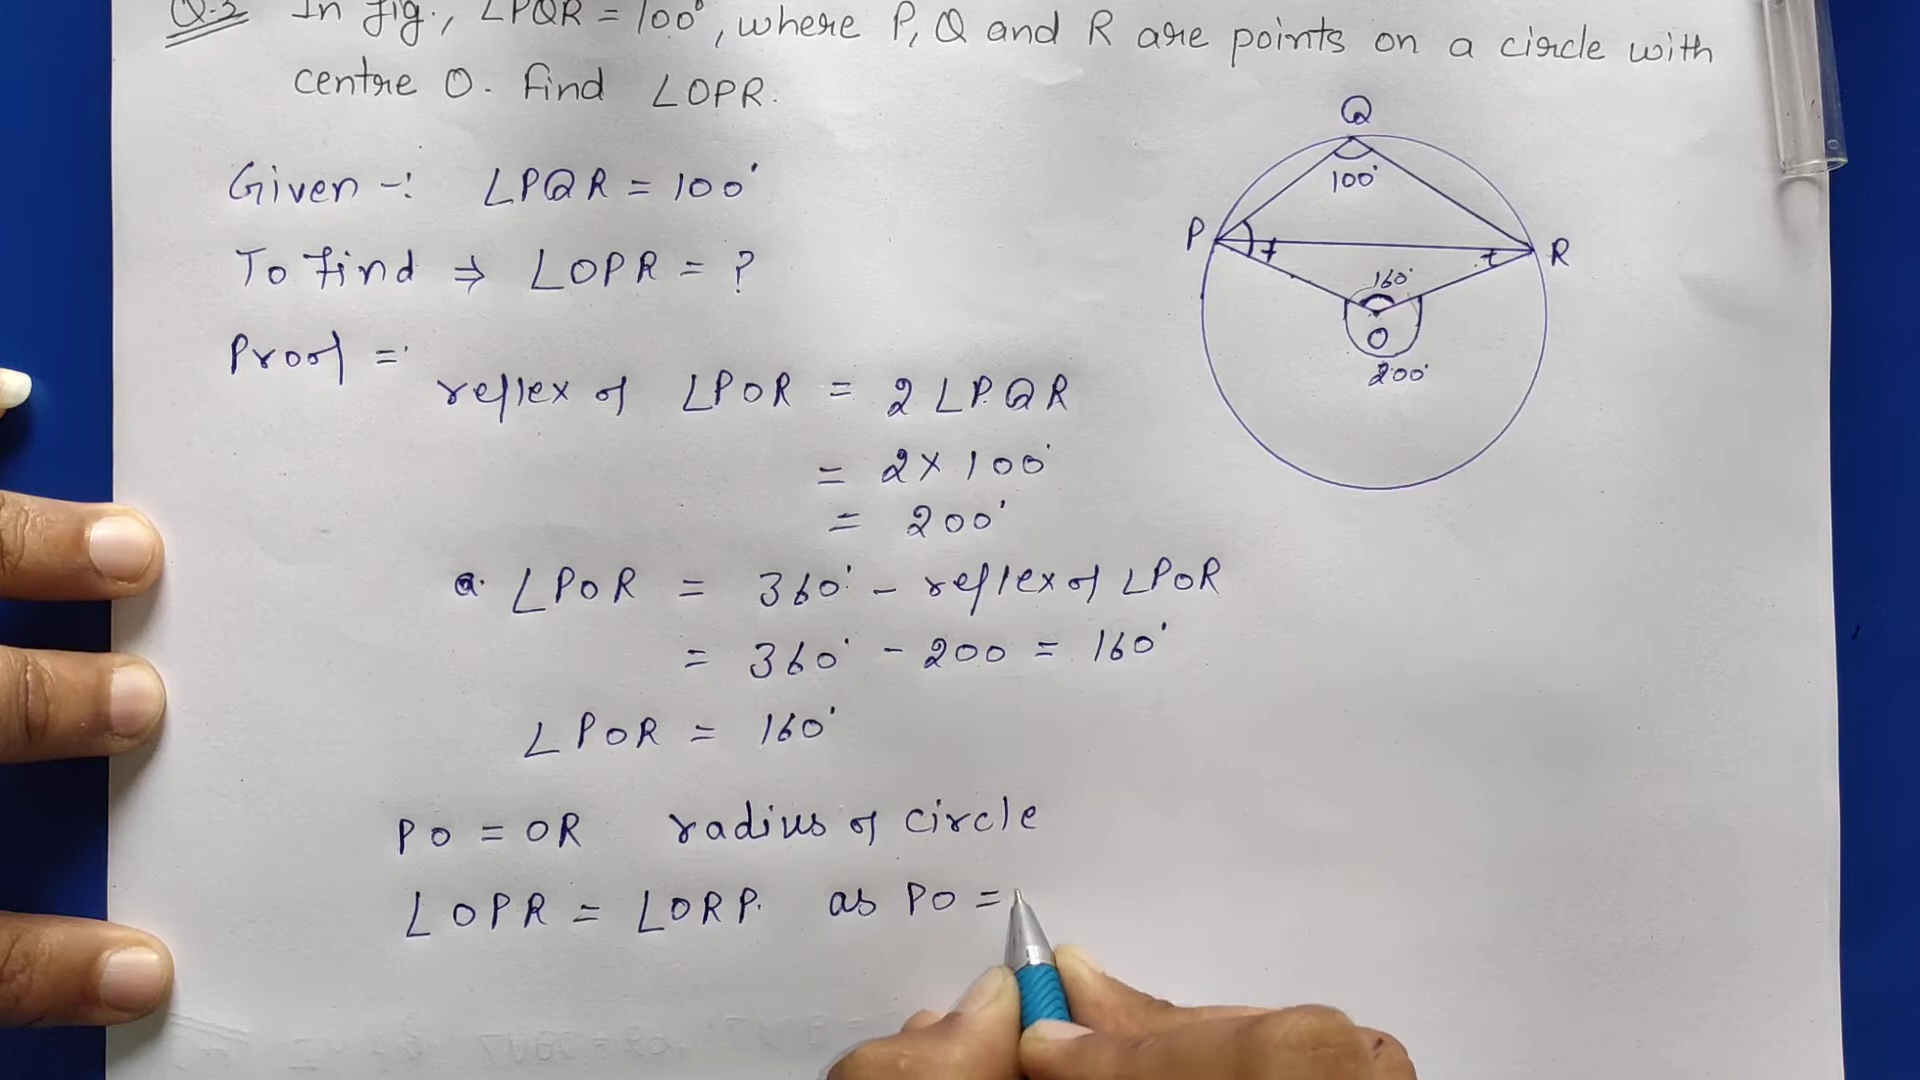 Q.3 In fig., ∠PQR = 100°, where P, Q and R are points on a circle with
centre O. Find ∠OPR.
Given -: ∠PQR = 100°
To find ⇒ ∠OPR = ?
Proof =:
reflex of ∠POR = 2 ∠PQR
= 2 × 100°
= 200°
∠POR = 360° - reflex of ∠POR
= 360° - 200 = 160°
∠POR = 160°
PO = OR radius of circle
∠OPR = ∠ORP. as PO =
Q
100°
P
R
160°
O
200°